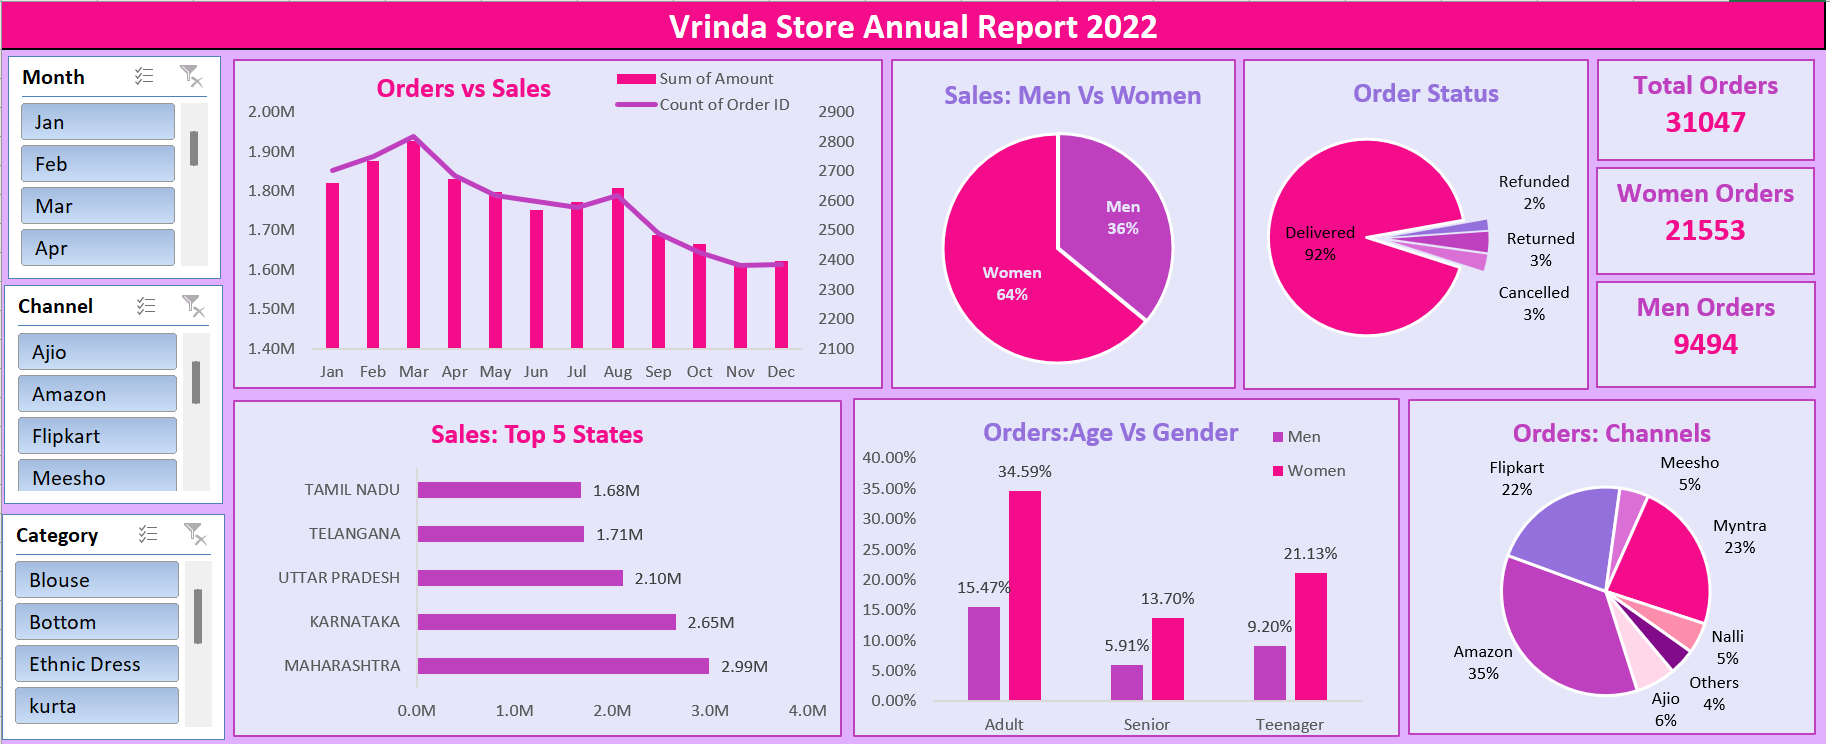 Vrinda Store Annual Report 2022
Month
Jan
Feb
Mar
Apr
Channel
Ajio
Amazon
Flipkart
Meesho
Category
Blouse
Bottom
Ethnic Dress
kurta
Orders vs Sales
Sum of Amount
Count of Order ID
2.00M
1.90M
1.80M
1.70M
1.60M
1.50M
1.40M
2900
2800
2700
2600
2500
2400
2300
2200
2100
Jan Feb Mar Apr May Jun Jul Aug Sep Oct Nov Dec
Sales: Men Vs Women
Men
36%
Women
64%
Order Status
Refunded
2%
Delivered
92%
Returned
3%
Cancelled
3%
Total Orders
31047
Women Orders
21553
Men Orders
9494
Sales: Top 5 States
TAMIL NADU 1.68M
TELANGANA 1.71M
UTTAR PRADESH 2.10M
KARNATAKA 2.65M
MAHARASHTRA 2.99M
0.0M 1.0M 2.0M 3.0M 4.0M
Orders:Age Vs Gender
Men
Women
40.00%
35.00%
30.00%
25.00%
20.00%
15.00%
10.00%
5.00%
0.00%
15.47% 34.59%
5.91% 13.70%
9.20% 21.13%
Adult Senior Teenager
Orders: Channels
Flipkart
22%
Meesho
5%
Myntra
23%
Nalli
5%
Others
4%
Ajio
6%
Amazon
35%